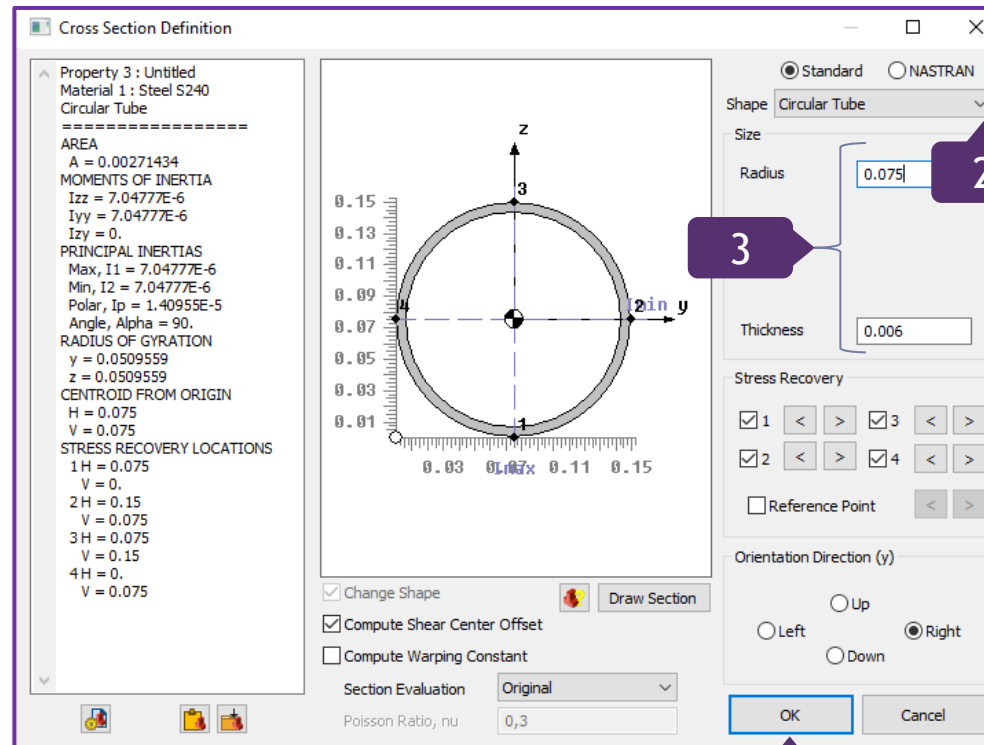 Cross Section Definition
Property 3 : Untitled
Material 1 : Steel S240
Circular Tube
==================
AREA
A = 0.00271434
MOMENTS OF INERTIA
Izz = 7.04777E-6
Iyy = 7.04777E-6
Izy = 0.
PRINCIPAL INERTIAS
Max, I1 = 7.04777E-6
Min, I2 = 7.04777E-6
Polar, Ip = 1.40955E-5
Angle, Alpha = 90.
RADIUS OF GYRATION
y = 0.0509559
z = 0.0509559
CENTROID FROM ORIGIN
H = 0.075
V = 0.075
STRESS RECOVERY LOCATIONS
1 H = 0.075
V = 0.
2 H = 0.15
V = 0.075
3 H = 0.075
V = 0.15
4 H = 0.
V = 0.075
z
3
0.15
0.13
0.11
0.09
0.07
0.05
0.03
0.01
4
2
Imin y
1
0.03 0.07 0.11 0.15
Imax
Change Shape
Draw Section
Compute Shear Center Offset
Compute Warping Constant
Section Evaluation Original
Poisson Ratio, nu 0,3
Standard NASTRAN
Shape Circular Tube
2
Size
Radius 0.075
3
Thickness 0.006
Stress Recovery
1 < > 3 < >
2 < > 4 < >
Reference Point < >
Orientation Direction (y)
Up
Left Right
Down
OK Cancel